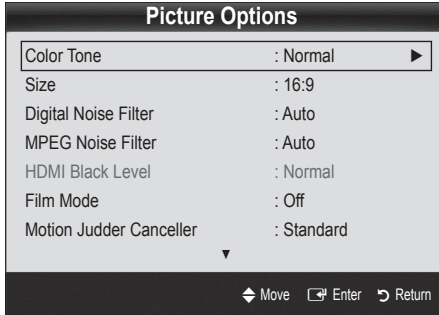 Picture Options
Color Tone : Normal ►
Size : 16:9
Digital Noise Filter : Auto
MPEG Noise Filter : Auto
HDMI Black Level : Normal
Film Mode : Off
Motion Judder Canceller : Standard
▼
Move Enter Return